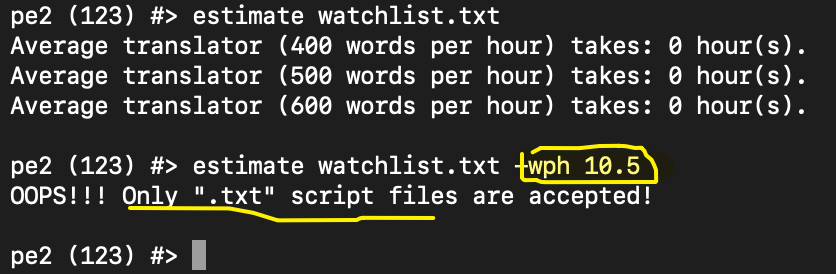 pe2 (123) #> estimate watchlist.txt
Average translator (400 words per hour) takes: 0 hour(s).
Average translator (500 words per hour) takes: 0 hour(s).
Average translator (600 words per hour) takes: 0 hour(s).
pe2 (123) #> estimate watchlist.txt -wph 10.5
OOPS!!! Only ".txt" script files are accepted!
pe2 (123) #>